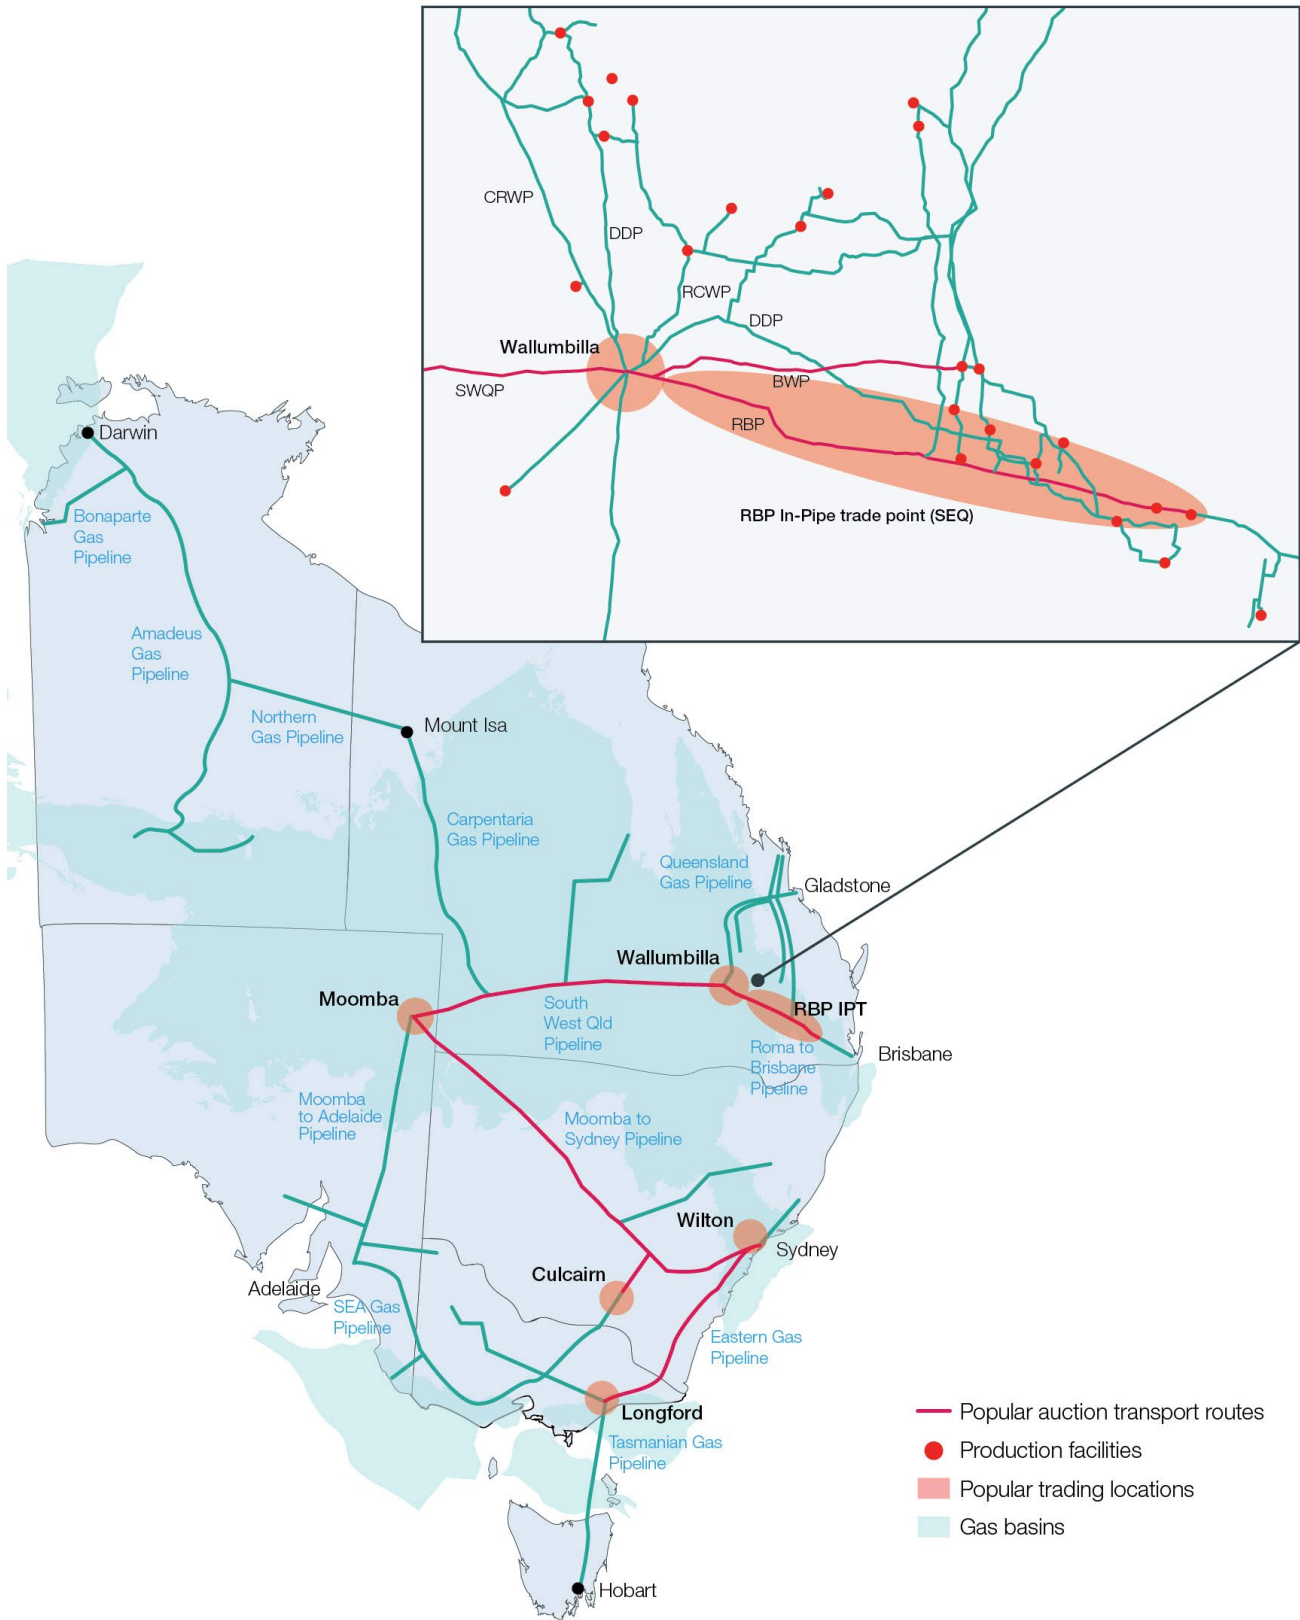 CRWP
DDP
RCWP
DDP
Wallumbilla
SWQP
BWP
RBP
RBP In-Pipe trade point (SEQ)
Darwin
Bonaparte
Gas
Pipeline
Amadeus
Gas
Pipeline
Northern
Gas Pipeline
Mount Isa
Carpentaria
Gas Pipeline
Queensland
Gas Pipeline
Gladstone
Wallumbilla
Moomba
South
West Qld
Pipeline
RBP IPT
Roma to
Brisbane
Pipeline
Brisbane
Moomba
to Adelaide
Pipeline
Moomba to
Sydney Pipeline
Wilton
Sydney
Culcairn
Adelaide
SEA Gas
Pipeline
Eastern Gas
Pipeline
Longford
Tasmanian Gas
Pipeline
Hobart
Popular auction transport routes
Production facilities
Popular trading locations
Gas basins